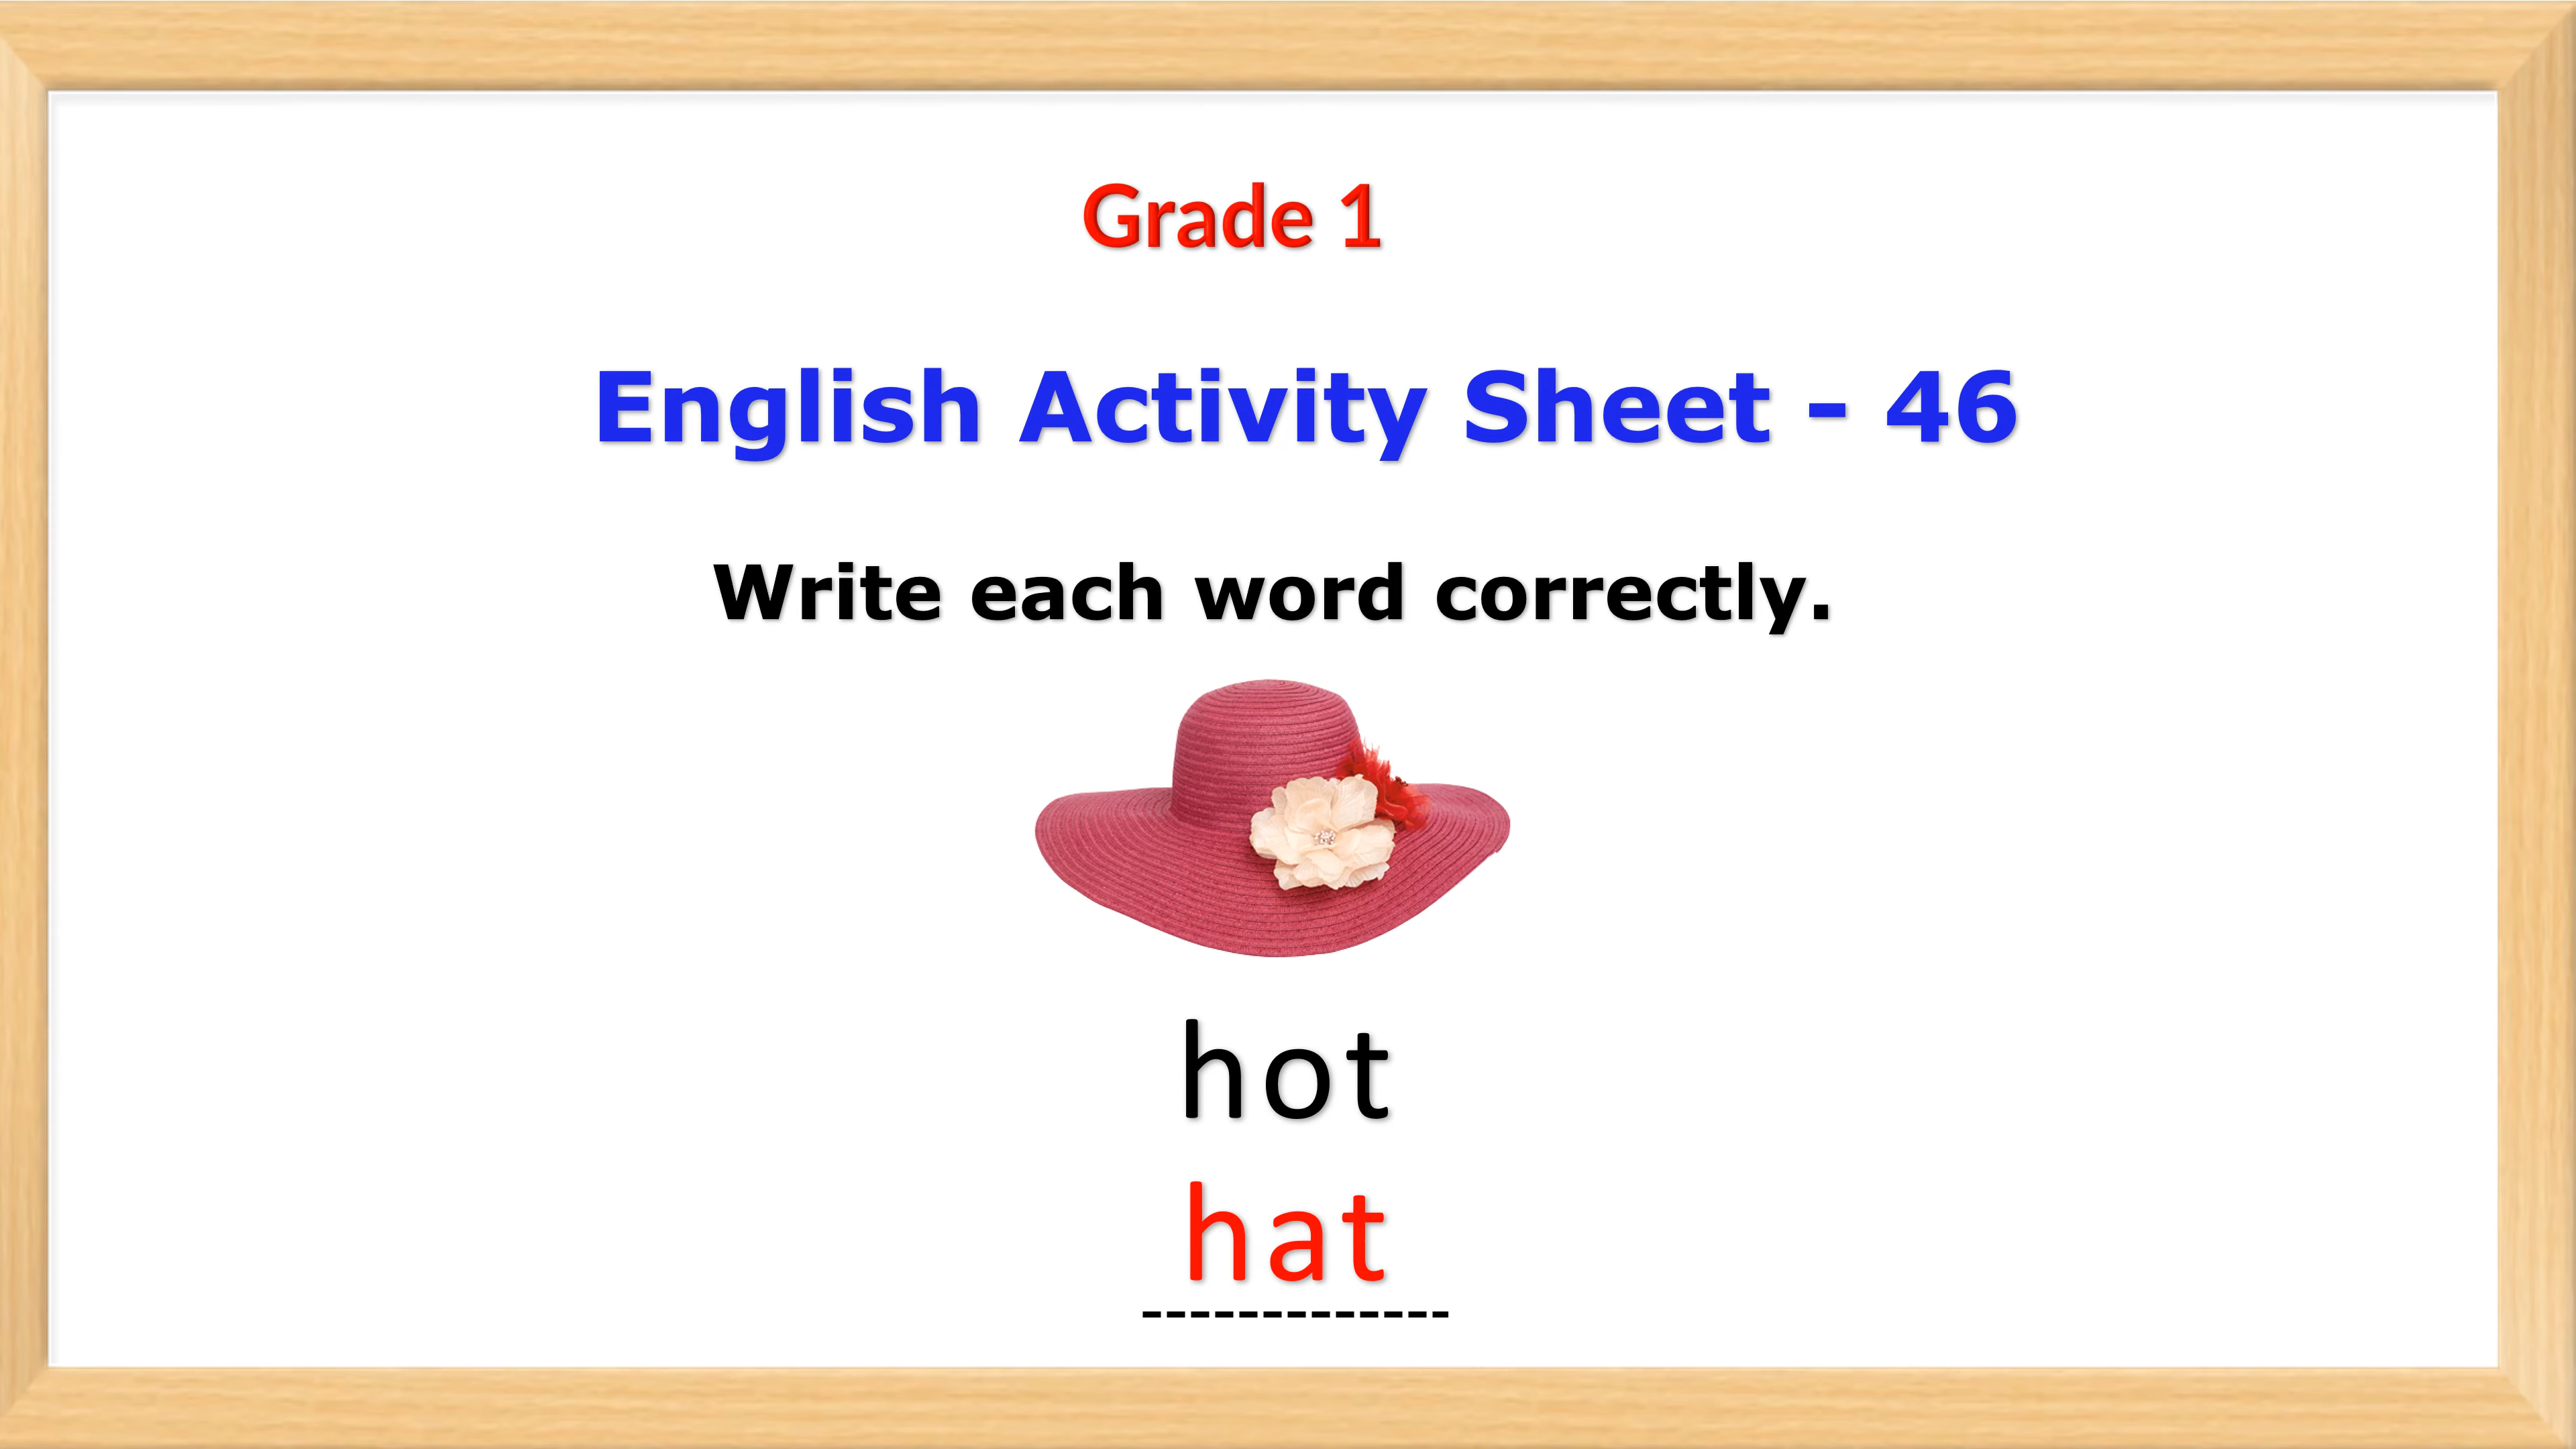 Grade 1
English Activity Sheet - 46
Write each word correctly.
hot
hat
-------------